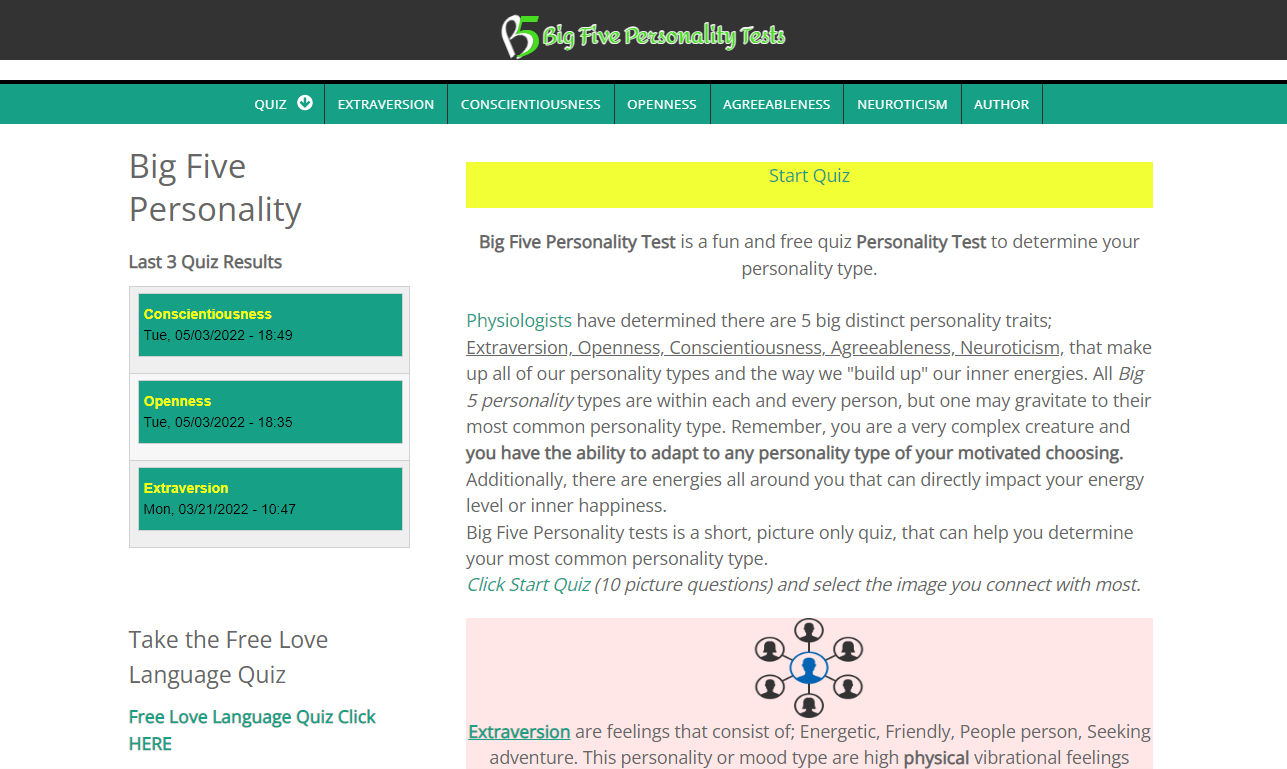 B5 Big Five Personality Tests
QUIZ
EXTRAVERSION
CONSCIENTIOUSNESS
OPENNESS
AGREEABLENESS
NEUROTICISM
AUTHOR
Big Five
Personality
Last 3 Quiz Results
Conscientiousness
Tue, 05/03/2022 - 18:49
Openness
Tue, 05/03/2022 - 18:35
Extraversion
Mon, 03/21/2022 - 10:47
Take the Free Love
Language Quiz
Free Love Language Quiz Click
HERE
Start Quiz
Big Five Personality Test is a fun and free quiz Personality Test to determine your
personality type.
Physiologists have determined there are 5 big distinct personality traits;
Extraversion, Openness, Conscientiousness, Agreeableness, Neuroticism, that make
up all of our personality types and the way we "build up" our inner energies. All Big
5 personality types are within each and every person, but one may gravitate to their
most common personality type. Remember, you are a very complex creature and
you have the ability to adapt to any personality type of your motivated choosing.
Additionally, there are energies all around you that can directly impact your energy
level or inner happiness.
Big Five Personality tests is a short, picture only quiz, that can help you determine
your most common personality type.
Click Start Quiz (10 picture questions) and select the image you connect with most.
Extraversion are feelings that consist of; Energetic, Friendly, People person, Seeking
adventure. This personality or mood type are high physical vibrational feelings